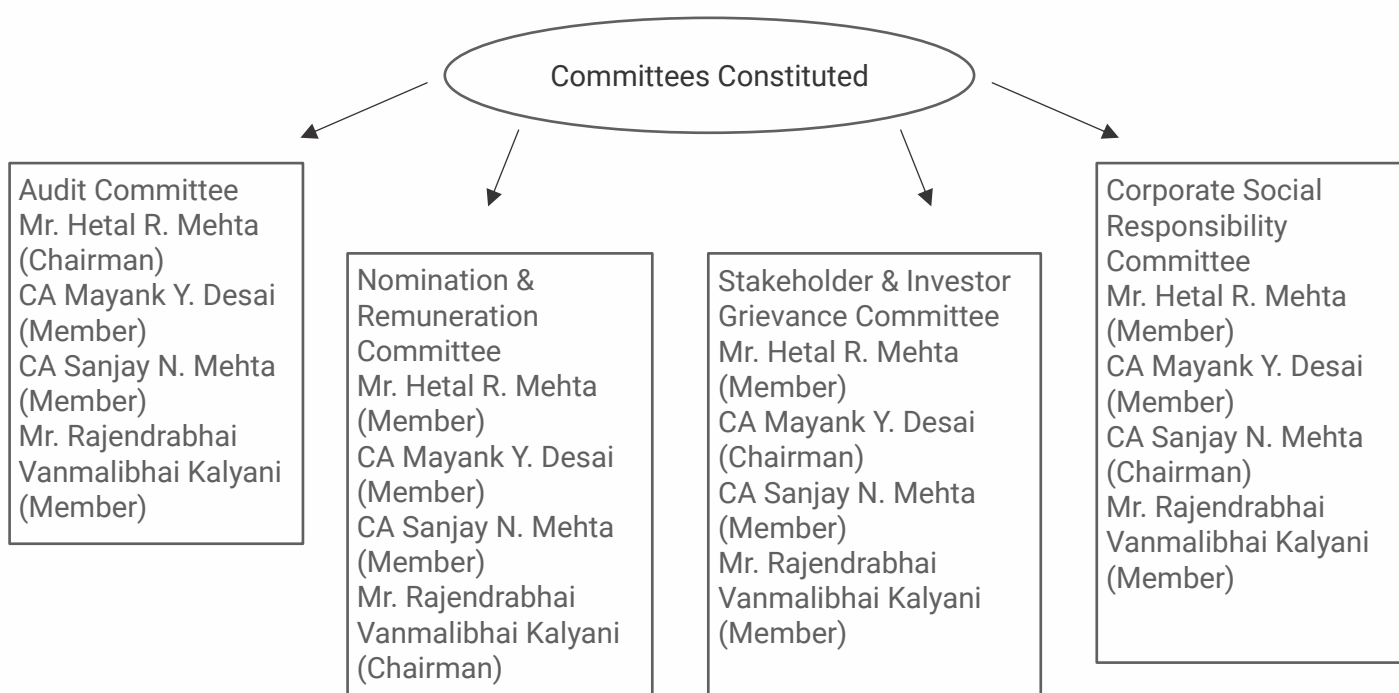 Committees Constituted
Audit Committee
Mr. Hetal R. Mehta
(Chairman)
CA Mayank Y. Desai
(Member)
CA Sanjay N. Mehta
(Member)
Mr. Rajendrabhai
Vanmalibhai Kalyani
(Member)
Nomination &
Remuneration
Committee
Mr. Hetal R. Mehta
(Member)
CA Mayank Y. Desai
(Member)
CA Sanjay N. Mehta
(Member)
Mr. Rajendrabhai
Vanmalibhai Kalyani
(Chairman)
Stakeholder & Investor
Grievance Committee
Mr. Hetal R. Mehta
(Member)
CA Mayank Y. Desai
(Chairman)
CA Sanjay N. Mehta
(Member)
Mr. Rajendrabhai
Vanmalibhai Kalyani
(Member)
Corporate Social
Responsibility
Committee
Mr. Hetal R. Mehta
(Member)
CA Mayank Y. Desai
(Member)
CA Sanjay N. Mehta
(Chairman)
Mr. Rajendrabhai
Vanmalibhai Kalyani
(Member)